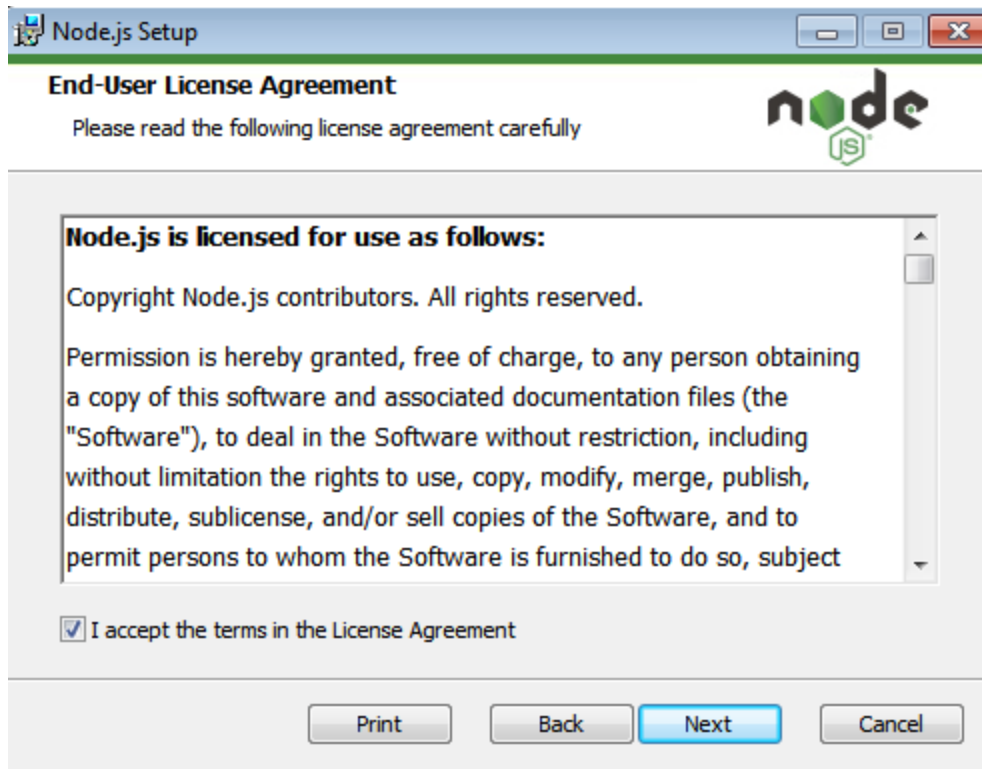 Node.js Setup
End-User License Agreement
Please read the following license agreement carefully
node
JS
Node.js is licensed for use as follows:
Copyright Node.js contributors. All rights reserved.
Permission is hereby granted, free of charge, to any person obtaining
a copy of this software and associated documentation files (the
"Software"), to deal in the Software without restriction, including
without limitation the rights to use, copy, modify, merge, publish,
distribute, sublicense, and/or sell copies of the Software, and to
permit persons to whom the Software is furnished to do so, subject
I accept the terms in the License Agreement
Print Back Next Cancel